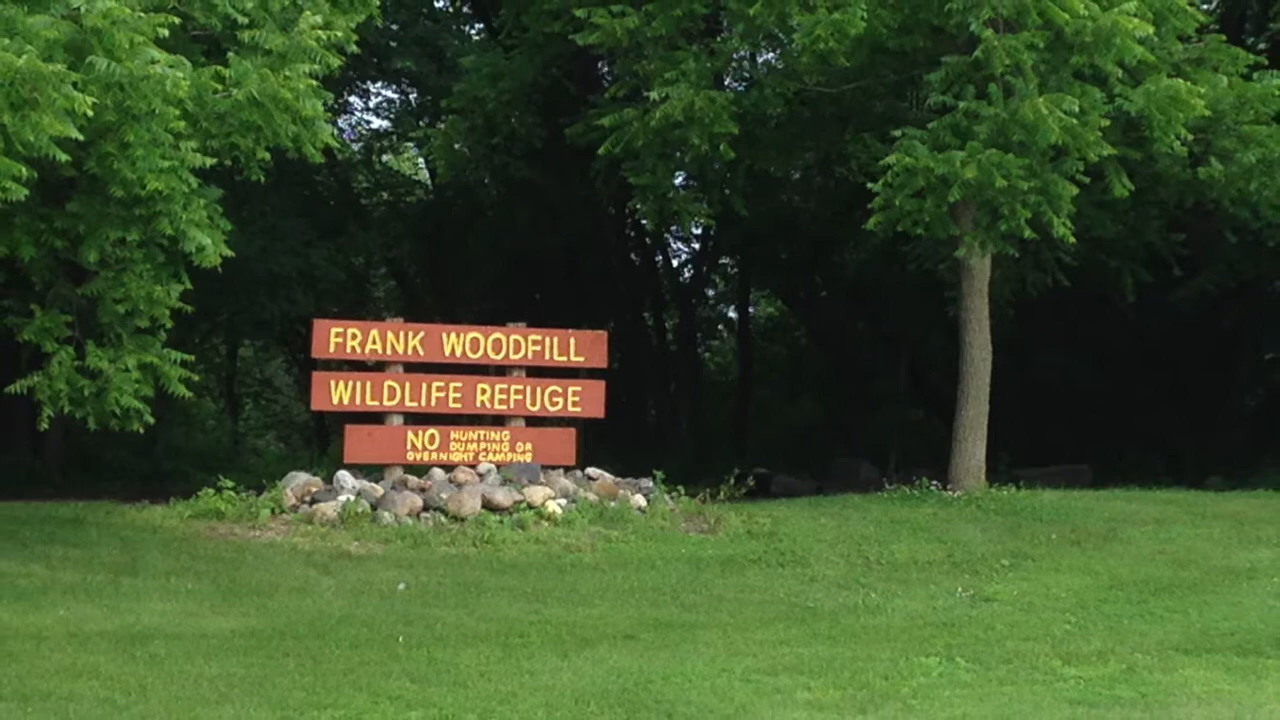 FRANK WOODFILL
WILDLIFE REFUGE
NO HUNTING
DUMPING OR
OVERNIGHT CAMPING